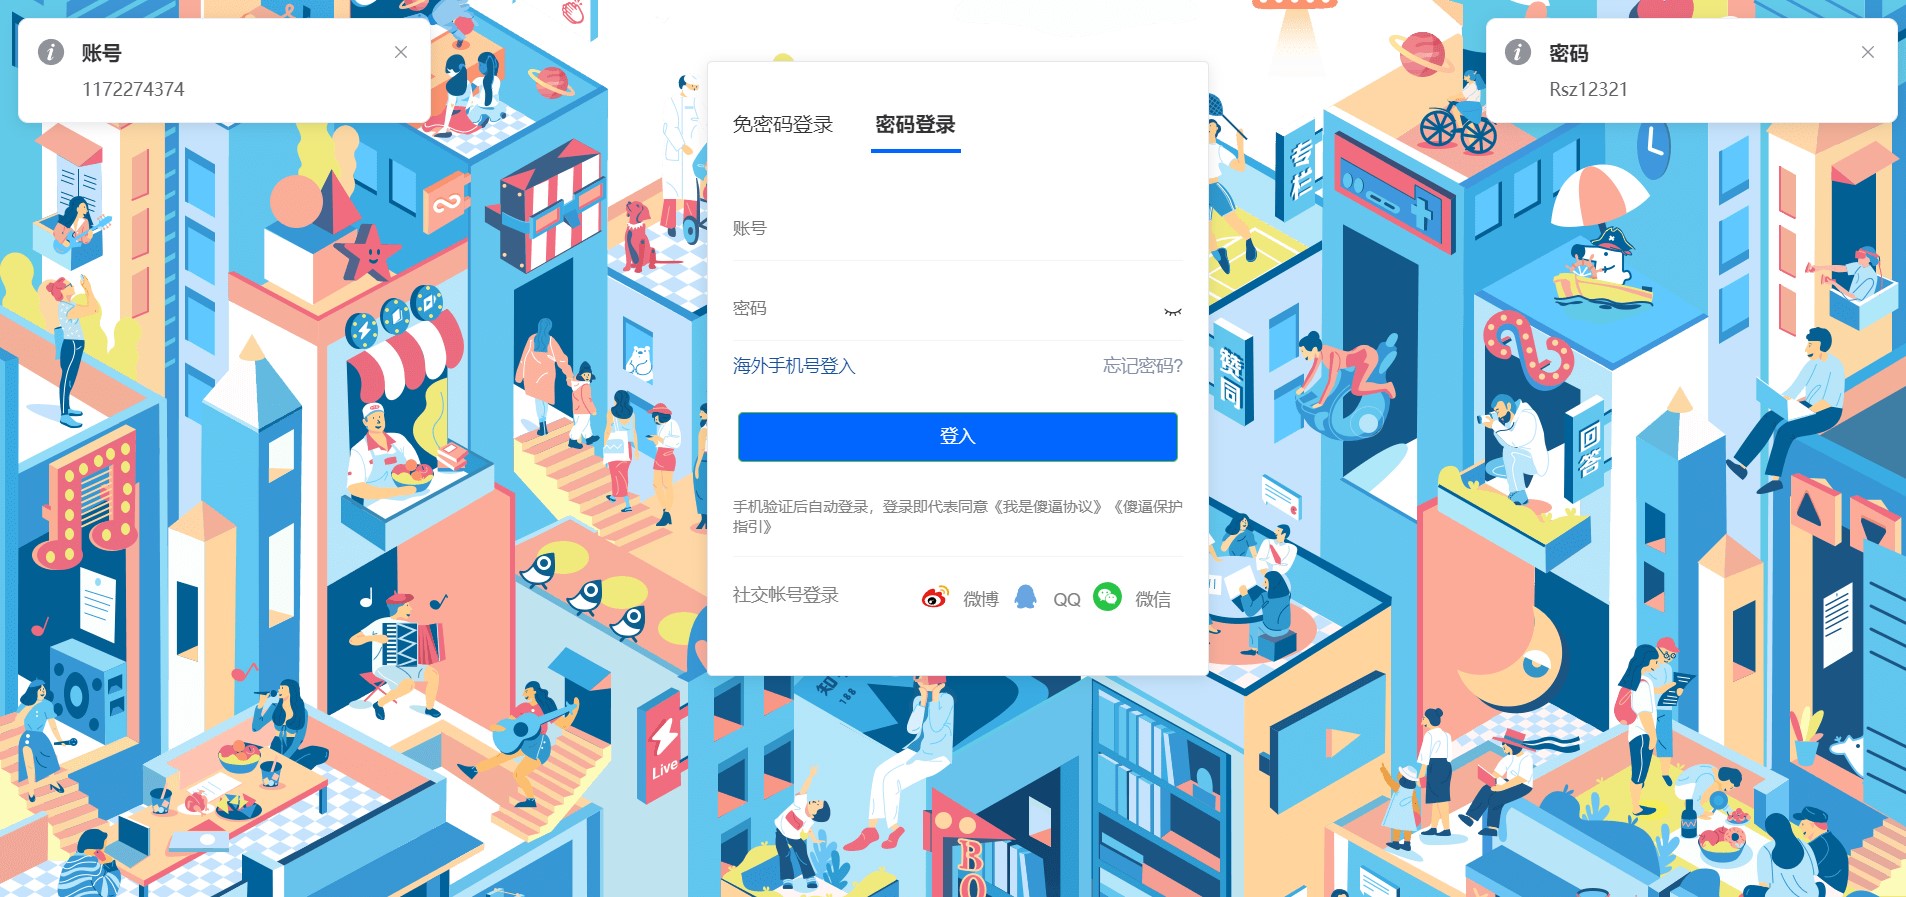 账号
1172274374
密码
Rsz12321
免密码登录
密码登录
账号
密码
海外手机号登入
忘记密码?
登入
手机验证后自动登录，登录即代表同意《我是傻逼协议》《傻逼保护
指引》
社交帐号登录
微博
QQ
微信
专栏
赞同
回答
Live
188
BO